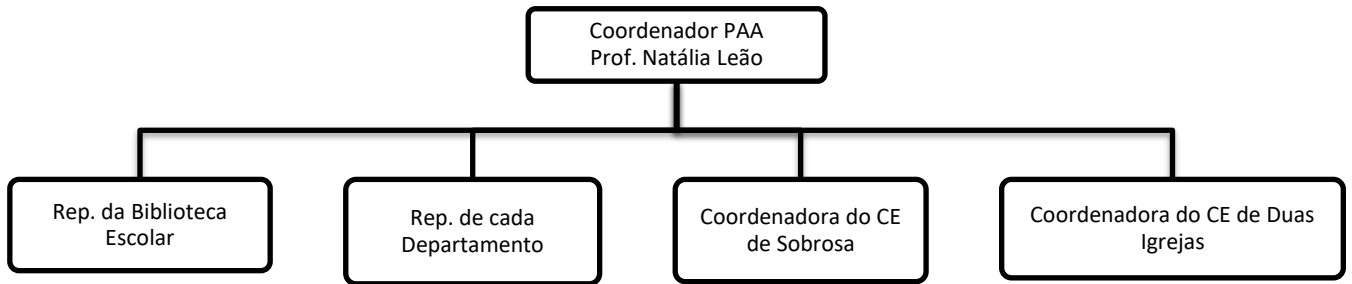 Coordenador PAA
Prof. Natália Leão
Rep. da Biblioteca
Escolar
Rep. de cada
Departamento
Coordenadora do CE
de Sobrosa
Coordenadora do CE de Duas
Igrejas